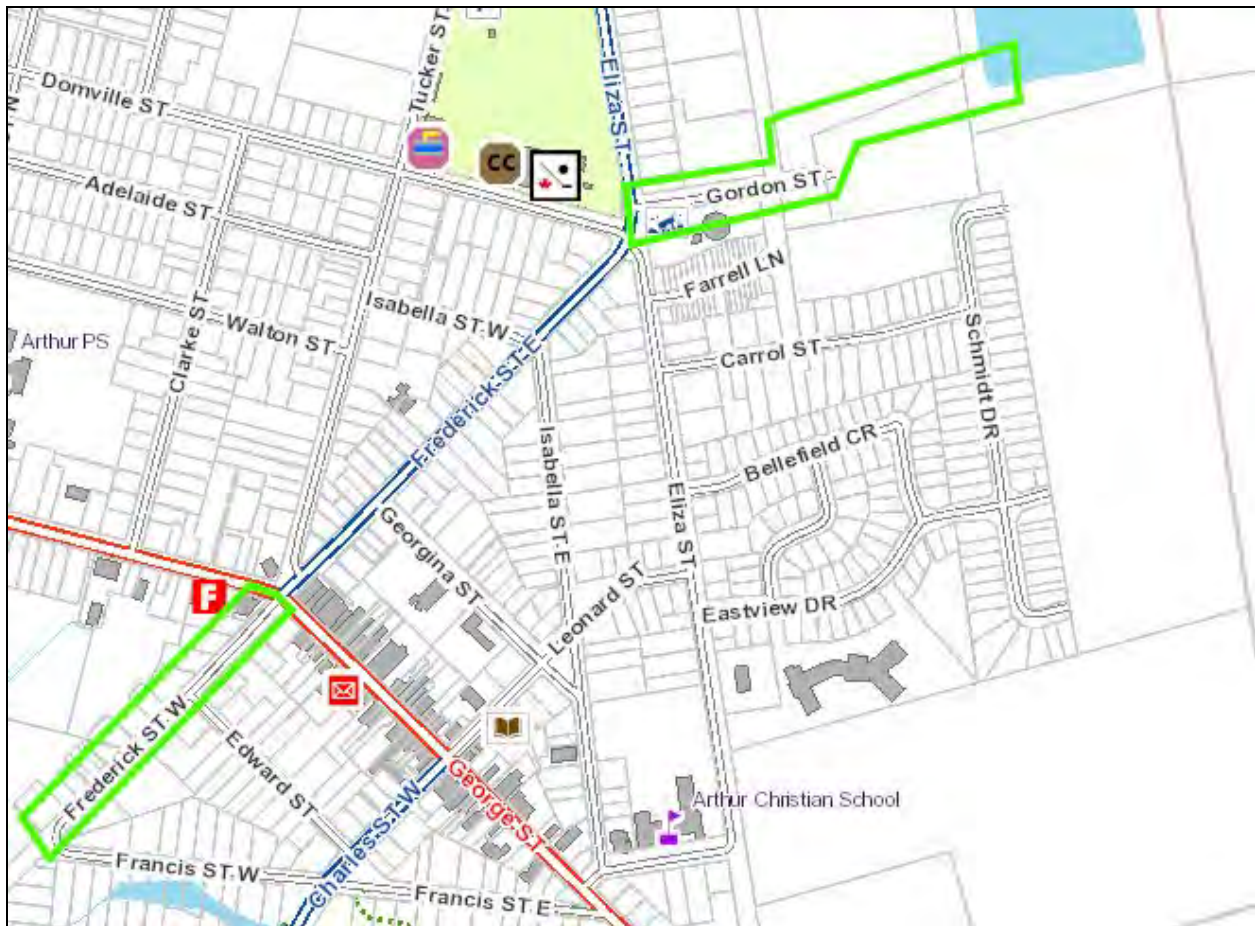 Tucker ST
B
Eliza ST
Domville ST
CC
Adelaide ST
Gordon ST
Farrell LN
Isabella ST W
Walton ST
Carrol ST
Arthur PS
Clarke ST
Schmidt DR
Frederick ST E
Bellefield CR
Isabella ST E
Eliza ST
Georgina ST
Leonard ST
Eastview DR
F
Frederick ST W
Edward ST
George ST
Arthur Christian School
Charles ST W
Francis ST W
Francis ST E